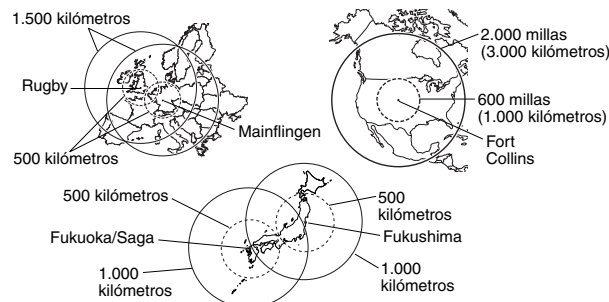 1.500 kilómetros
Rugby
500 kilómetros
Mainflingen
2.000 millas
(3.000 kilómetros)
600 millas
(1.000 kilómetros)
Fort
Collins
500 kilómetros
Fukuoka/Saga
1.000
kilómetros
500
kilómetros
Fukushima
1.000
kilómetros